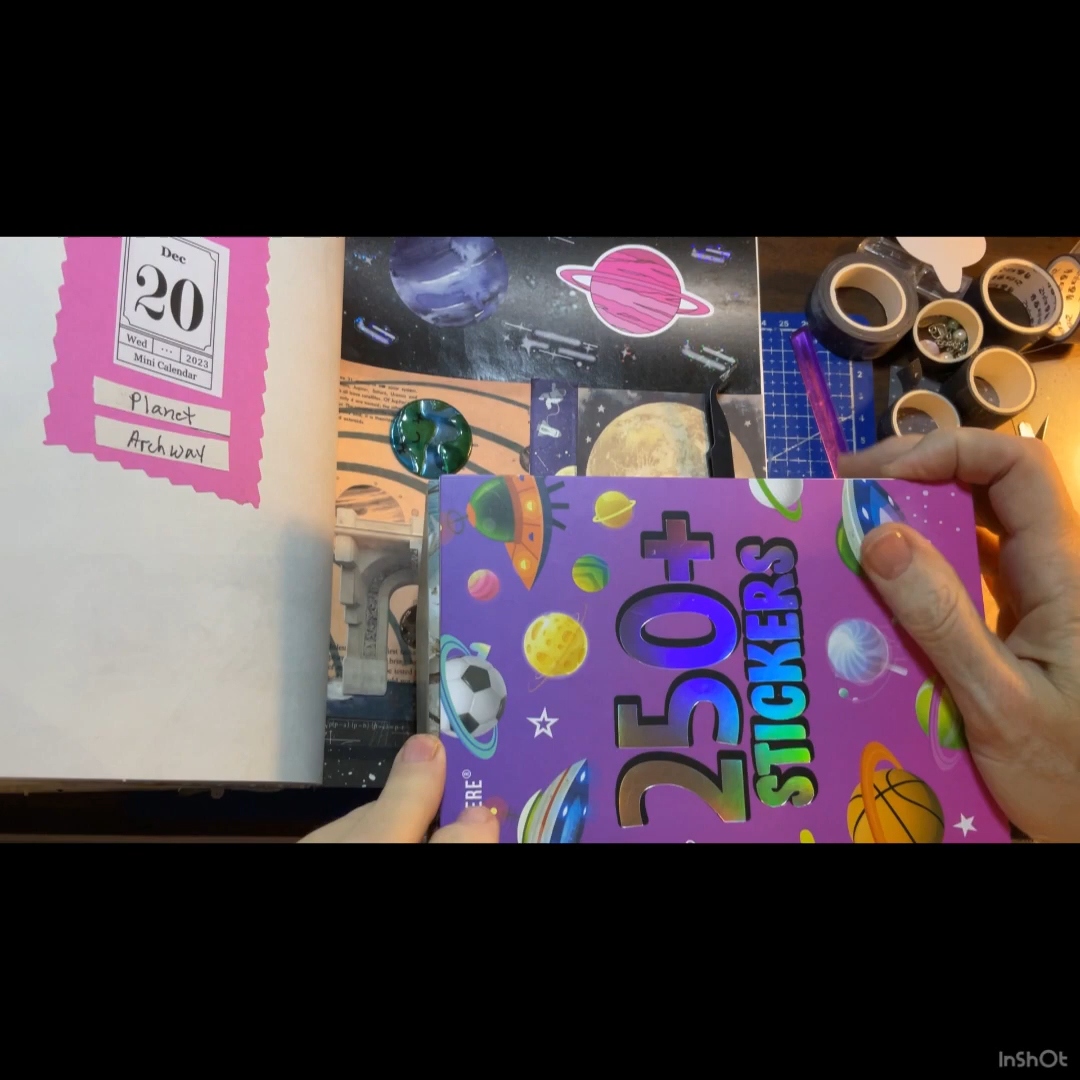 Dec
20
Wed ... 2023
Mini Calendar
Planet
Archway
250+
STICKERS
ERE®
InShOt